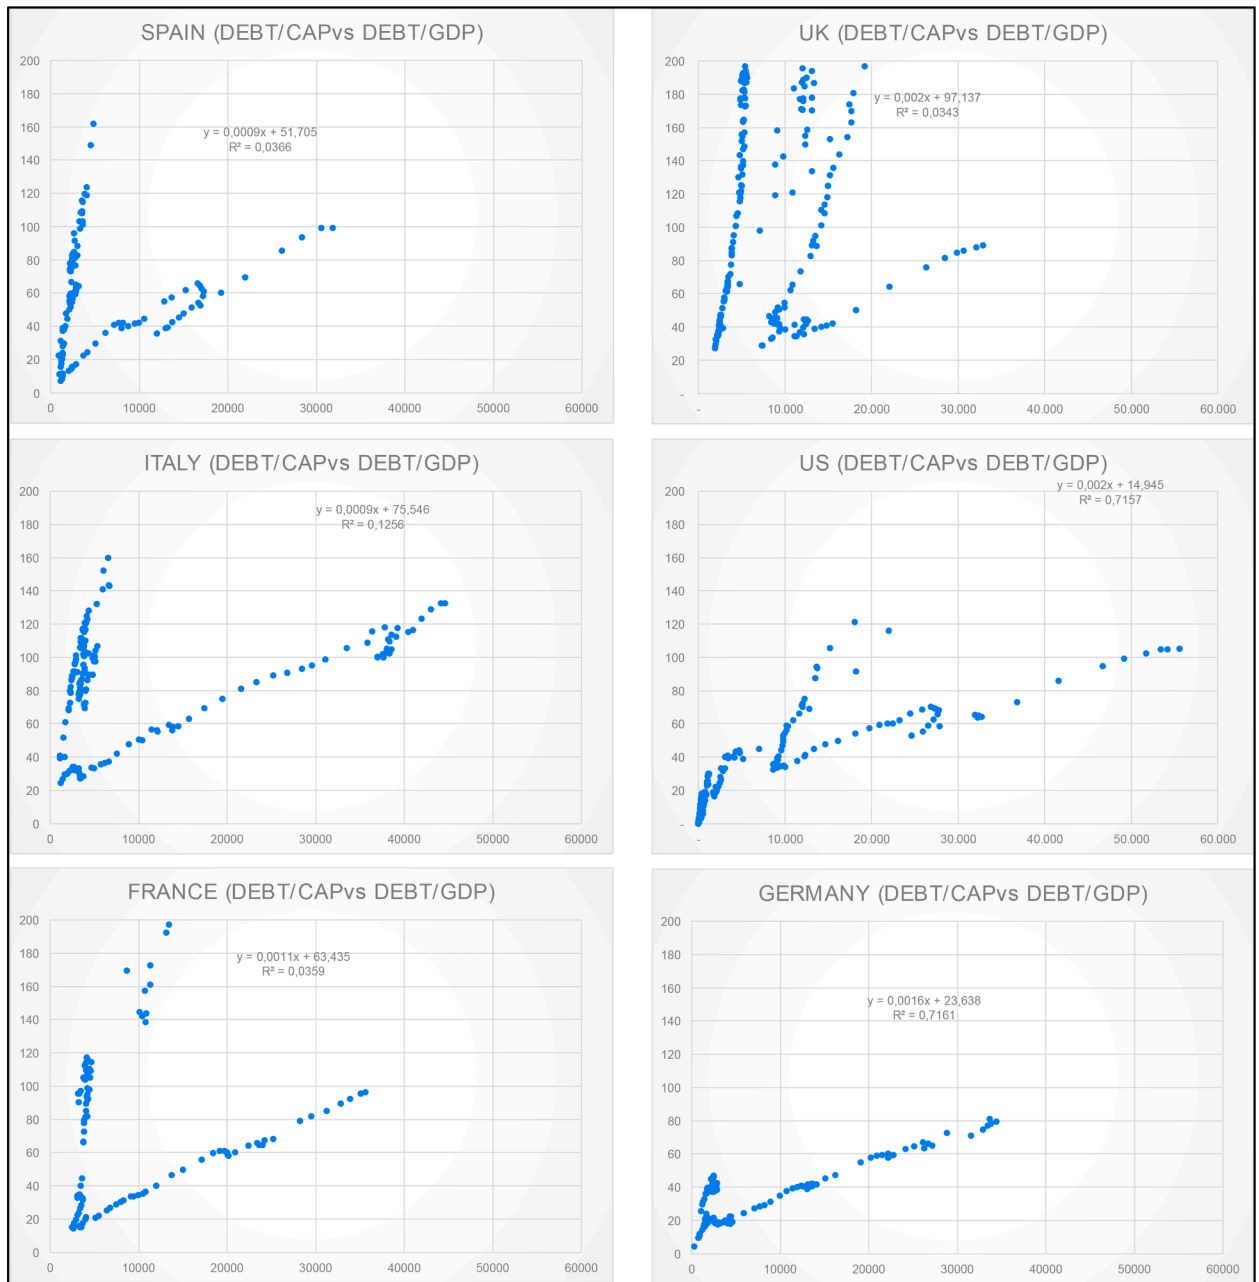 SPAIN (DEBT/CAPvs DEBT/GDP)
y = 0,0009x + 51,705
R² = 0,0366
200
180
160
140
120
100
80
60
40
20
0
0 10000 20000 30000 40000 50000 60000
UK (DEBT/CAPvs DEBT/GDP)
y = 0,002x + 97,137
R² = 0,0343
200
180
160
140
120
100
80
60
40
20
-
- 10.000 20.000 30.000 40.000 50.000 60.000
ITALY (DEBT/CAPvs DEBT/GDP)
y = 0,0009x + 75,546
R² = 0,1256
200
180
160
140
120
100
80
60
40
20
0
0 10000 20000 30000 40000 50000 60000
US (DEBT/CAPvs DEBT/GDP)
y = 0,002x + 14,945
R² = 0,7157
200
180
160
140
120
100
80
60
40
20
-
- 10.000 20.000 30.000 40.000 50.000 60.000
FRANCE (DEBT/CAPvs DEBT/GDP)
y = 0,0011x + 63,435
R² = 0,0359
200
180
160
140
120
100
80
60
40
20
0
0 10000 20000 30000 40000 50000 60000
GERMANY (DEBT/CAPvs DEBT/GDP)
y = 0,0016x + 23,638
R² = 0,7161
200
180
160
140
120
100
80
60
40
20
0
0 10000 20000 30000 40000 50000 60000